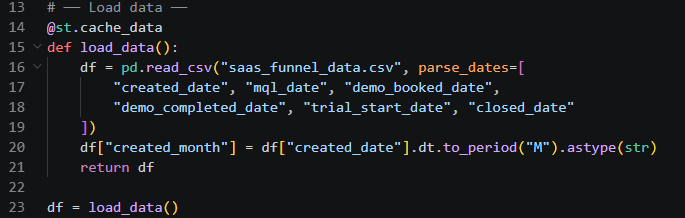 13 # —— Load data ——
14 @st.cache_data
15 def load_data():
16     df = pd.read_csv("saas_funnel_data.csv", parse_dates=[
17         "created_date", "mql_date", "demo_booked_date",
18         "demo_completed_date", "trial_start_date", "closed_date"
19     ])
20     df["created_month"] = df["created_date"].dt.to_period("M").astype(str)
21     return df
22
23 df = load_data()